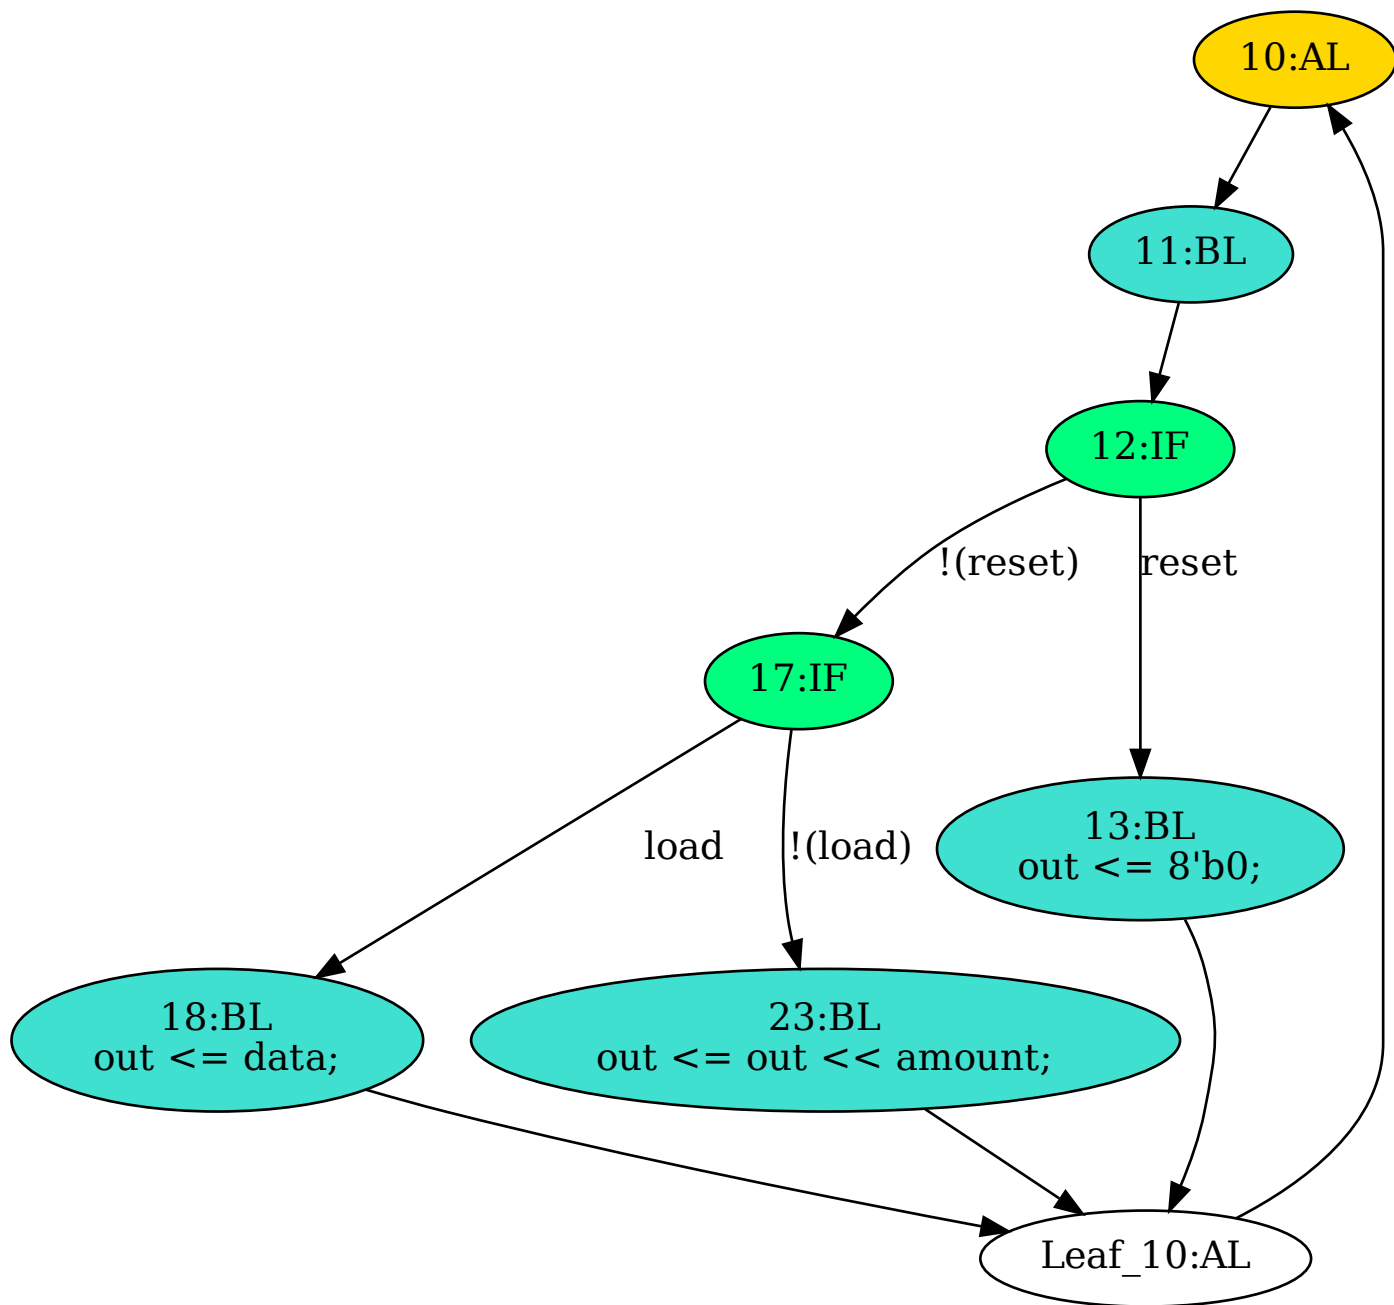 10:AL
11:BL
12:IF
!(reset)
reset
17:IF
load
!(load)
13:BL
out <= 8'b0;
18:BL
out <= data;
23:BL
out <= out << amount;
Leaf_10:AL